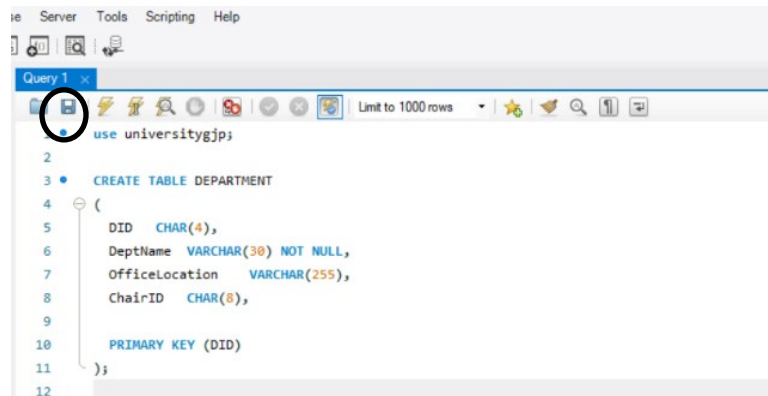 se Server Tools Scripting Help
Query 1 ×
Limit to 1000 rows
1 use universitygjp;
2
3 CREATE TABLE DEPARTMENT
4 (
5 DID CHAR(4),
6 DeptName VARCHAR(30) NOT NULL,
7 OfficeLocation VARCHAR(255),
8 ChairID CHAR(8),
9
10 PRIMARY KEY (DID)
11 );
12